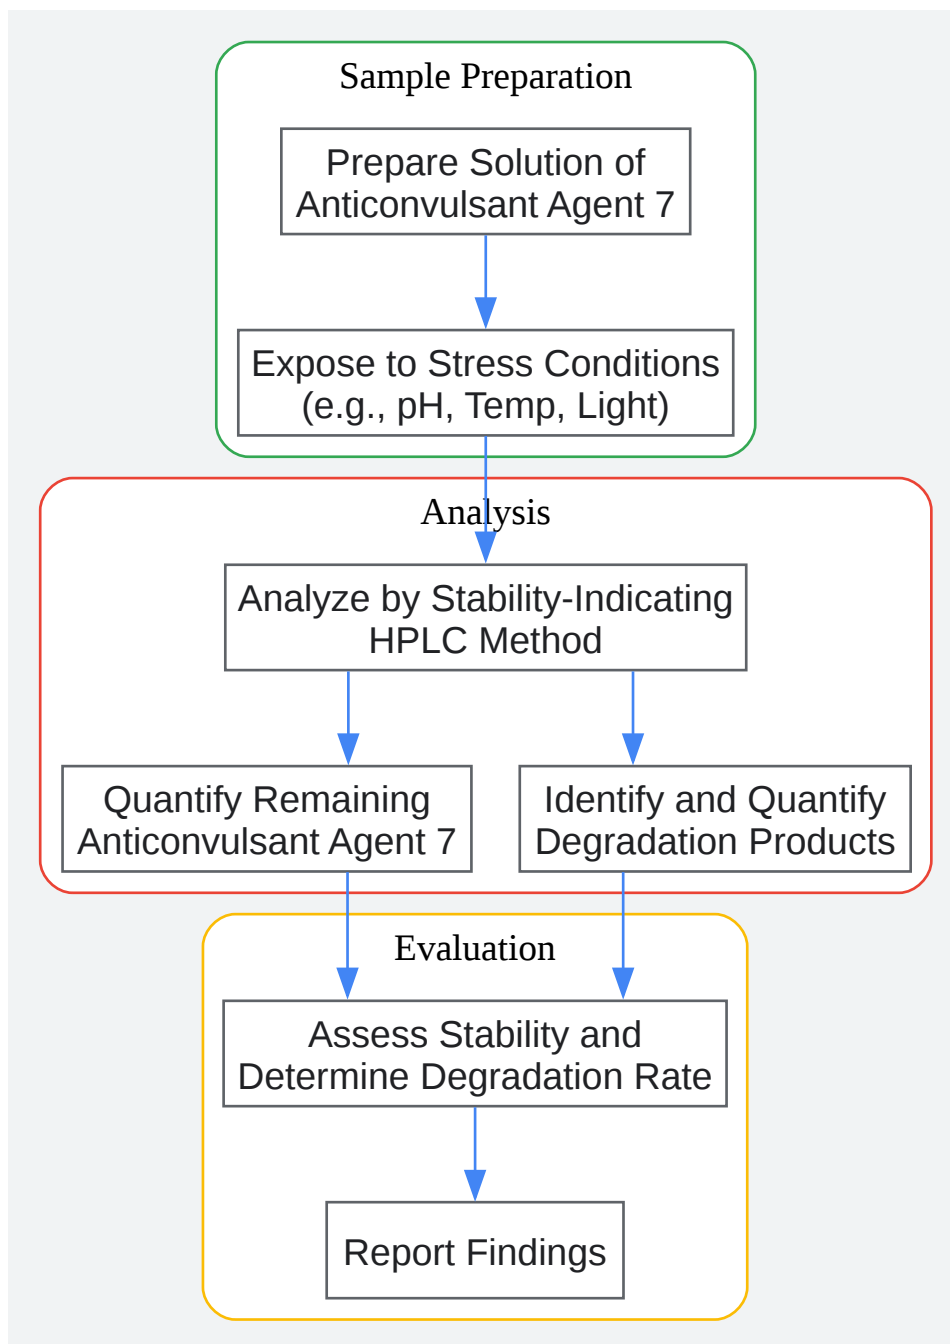 Sample Preparation
Prepare Solution of
Anticonvulsant Agent 7
Expose to Stress Conditions
(e.g., pH, Temp, Light)
Analysis
Analyze by Stability-Indicating
HPLC Method
Quantify Remaining
Anticonvulsant Agent 7
Identify and Quantify
Degradation Products
Evaluation
Assess Stability and
Determine Degradation Rate
Report Findings